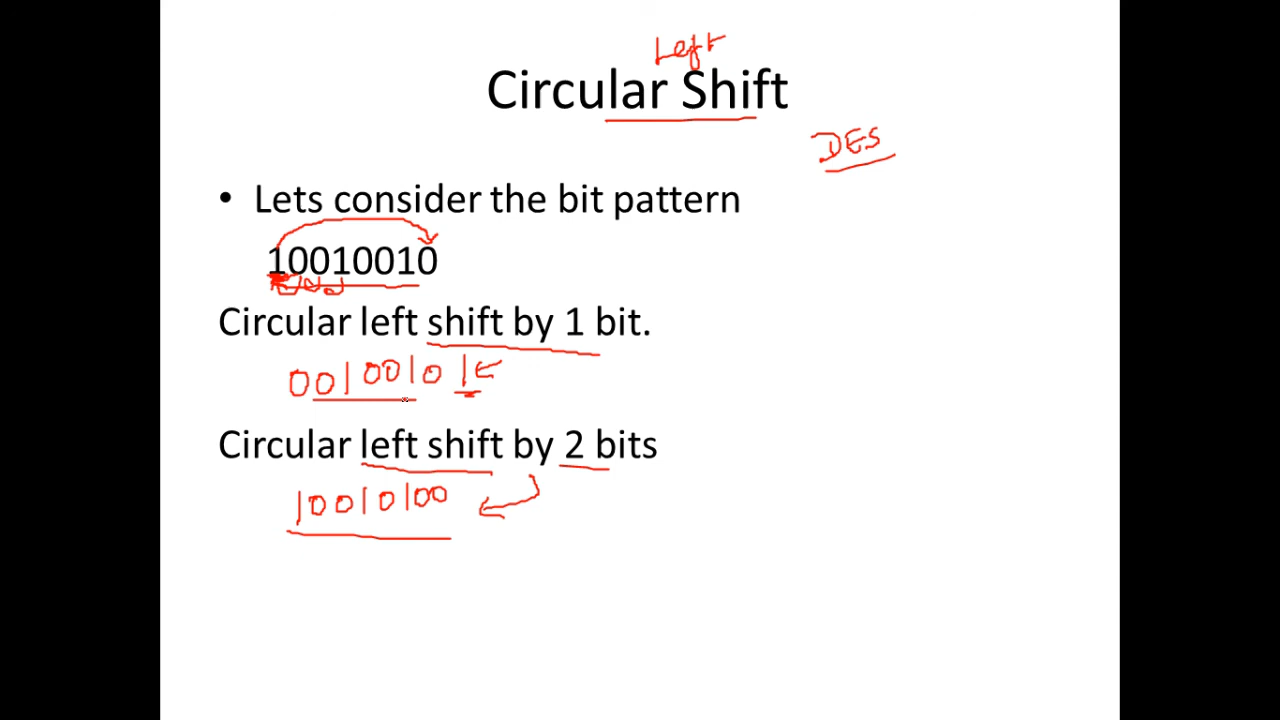 Left
Circular Shift
DES
• Lets consider the bit pattern
10010010
Circular left shift by 1 bit.
00100101
Circular left shift by 2 bits
10010100